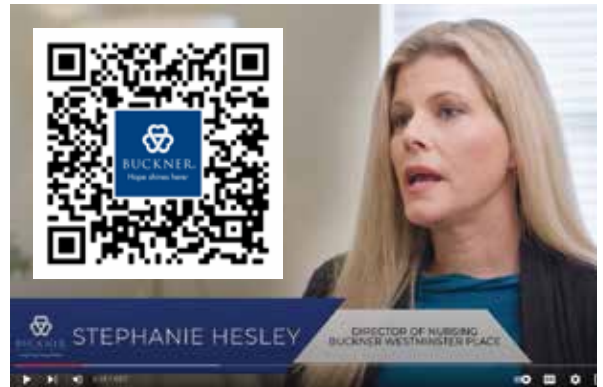 BUCKNER.
Hope shines here
BUCKNER
STEPHANIE HESLEY
DIRECTOR OF NURSING
BUCKNER WESTMINSTER PLACE